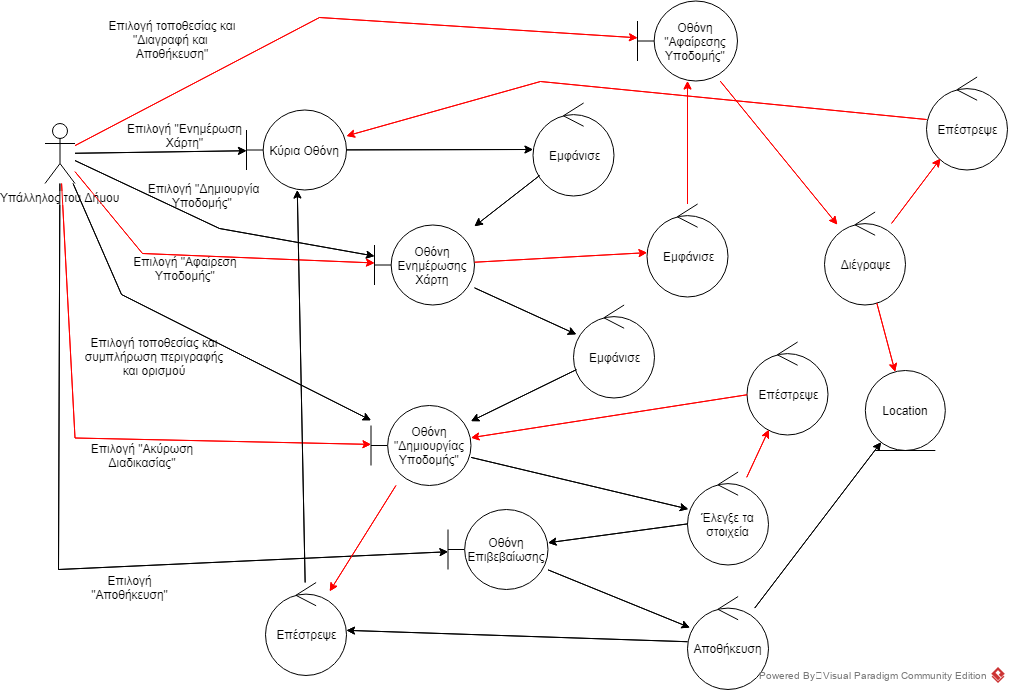 Επιλογή τοποθεσίας και
"Διαγραφή και
Αποθήκευση"
Οθόνη
"Αφαίρεσης
Υποδομής"
Επέστρεψε
Επιλογή "Ενημέρωση
Χάρτη"
Κύρια Οθόνη
Εμφάνισε
Υπάλληλος του Δήμου
Επιλογή "Δημιουργία
Υποδομής"
Οθόνη
Ενημέρωσης
Χάρτη
Εμφάνισε
Διέγραψε
Επιλογή "Αφαίρεση
Υποδομής"
Επιλογή τοποθεσίας και
συμπλήρωση περιγραφής
και ορισμού
Εμφάνισε
Επέστρεψε
Location
Οθόνη
"Δημιουργίας
Υποδομής"
Επιλογή "Ακύρωση
Διαδικασίας"
Έλεγξε τα
στοιχεία
Οθόνη
Επιβεβαίωσης
Επιλογή
"Αποθήκευση"
Επέστρεψε
Αποθήκευση
Powered By Visual Paradigm Community Edition